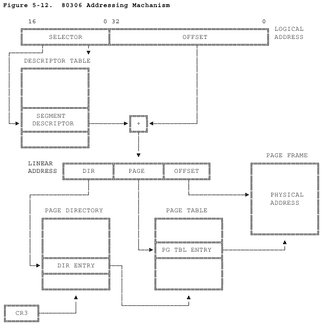 Figure 5-12. 80306 Addressing Machanism
16 0 32 0
SELECTOR OFFSET LOGICAL
ADDRESS
DESCRIPTOR TABLE
SEGMENT
DESCRIPTOR
+
LINEAR
ADDRESS
DIR PAGE OFFSET
PAGE FRAME
PHYSICAL
ADDRESS
PAGE DIRECTORY PAGE TABLE
PG TBL ENTRY
DIR ENTRY
CR3